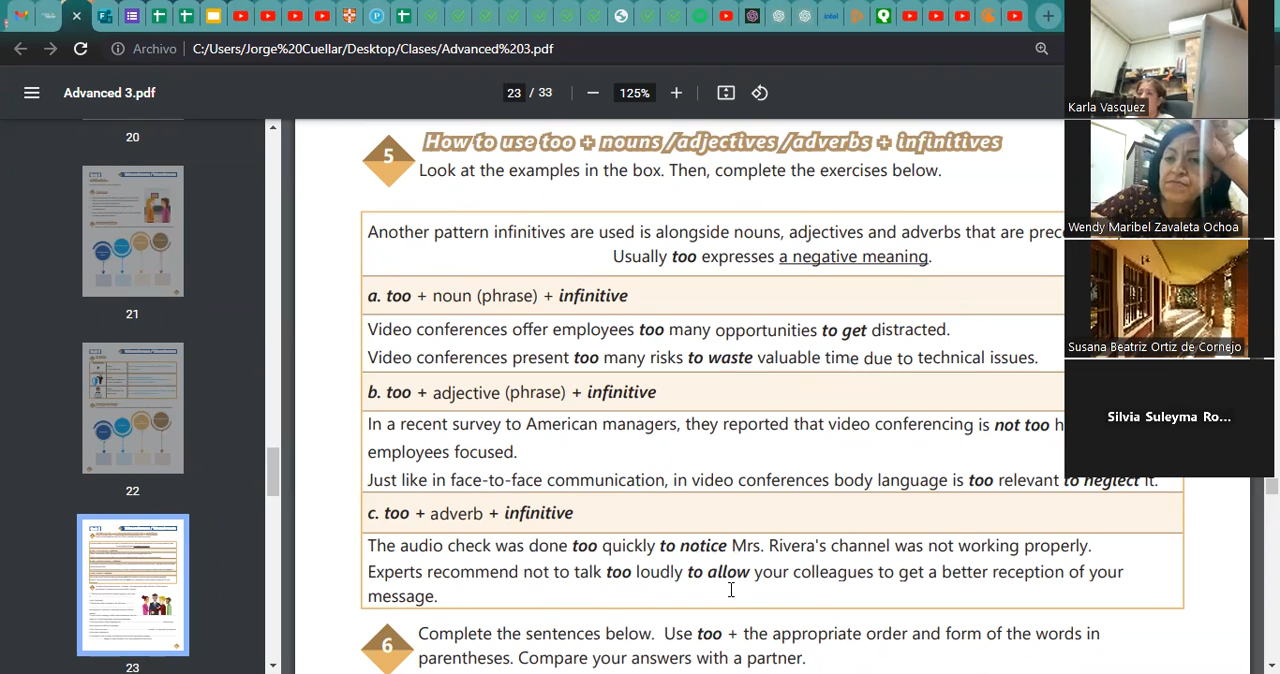 Archivo
C:/Users/Jorge%20Cuellar/Desktop/Clases/Advanced%203.pdf
Advanced 3.pdf
23 / 33
125%
20
21
22
23
5
How to use too + nouns /adjectives /adverbs + infinitives
Look at the examples in the box. Then, complete the exercises below.
Another pattern infinitives are used is alongside nouns, adjectives and adverbs that are
Usually too expresses a negative meaning.
a. too + noun (phrase) + infinitive
Video conferences offer employees too many opportunities to get distracted.
Video conferences present too many risks to waste valuable time due to technical issues.
b. too + adjective (phrase) + infinitive
In a recent survey to American managers, they reported that video conferencing is not too
employees focused.
Just like in face-to-face communication, in video conferences body language is too relevant to neglect it.
c. too + adverb + infinitive
The audio check was done too quickly to notice Mrs. Rivera's channel was not working properly.
Experts recommend not to talk too loudly to allow your colleagues to get a better reception of your
message.
6
Complete the sentences below. Use too + the appropriate order and form of the words in
parentheses. Compare your answers with a partner.
Karla Vasquez
Wendy Maribel Zavaleta Ochoa
Susana Beatriz Ortiz de Cornejo
Silvia Suleyma Ro...